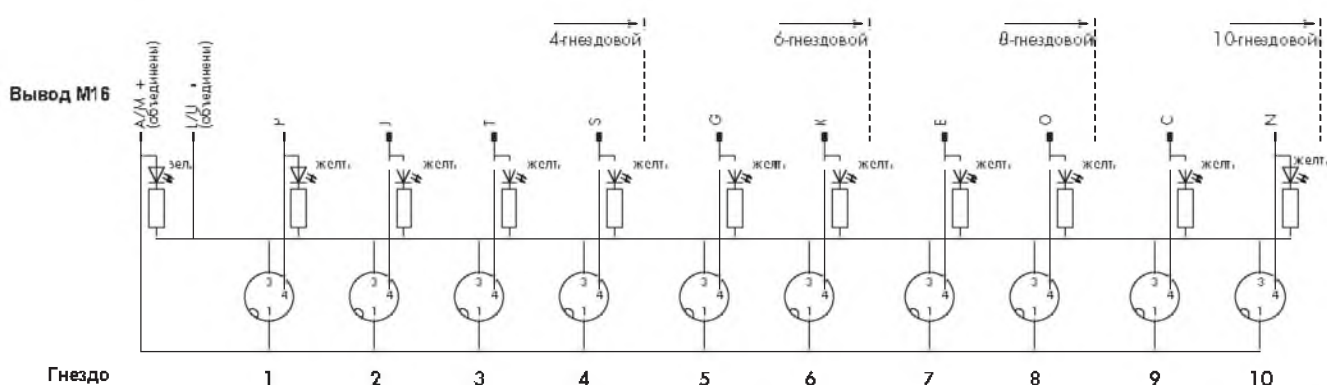 4-гнездовой 6-гнездовой 8-гнездовой 10-гнездовой
Вывод M16
A/M +
(объединены)
L/U -
(объединены)
J T S G K E O C N
зел. желт. желт. желт. желт. желт. желт. желт. желт. желт. желт.
3 3 3 3 3 3 3 3 3 3
4 4 4 4 4 4 4 4 4 4
1 1 1 1 1 1 1 1 1 1
Гнездо 1 2 3 4 5 6 7 8 9 10